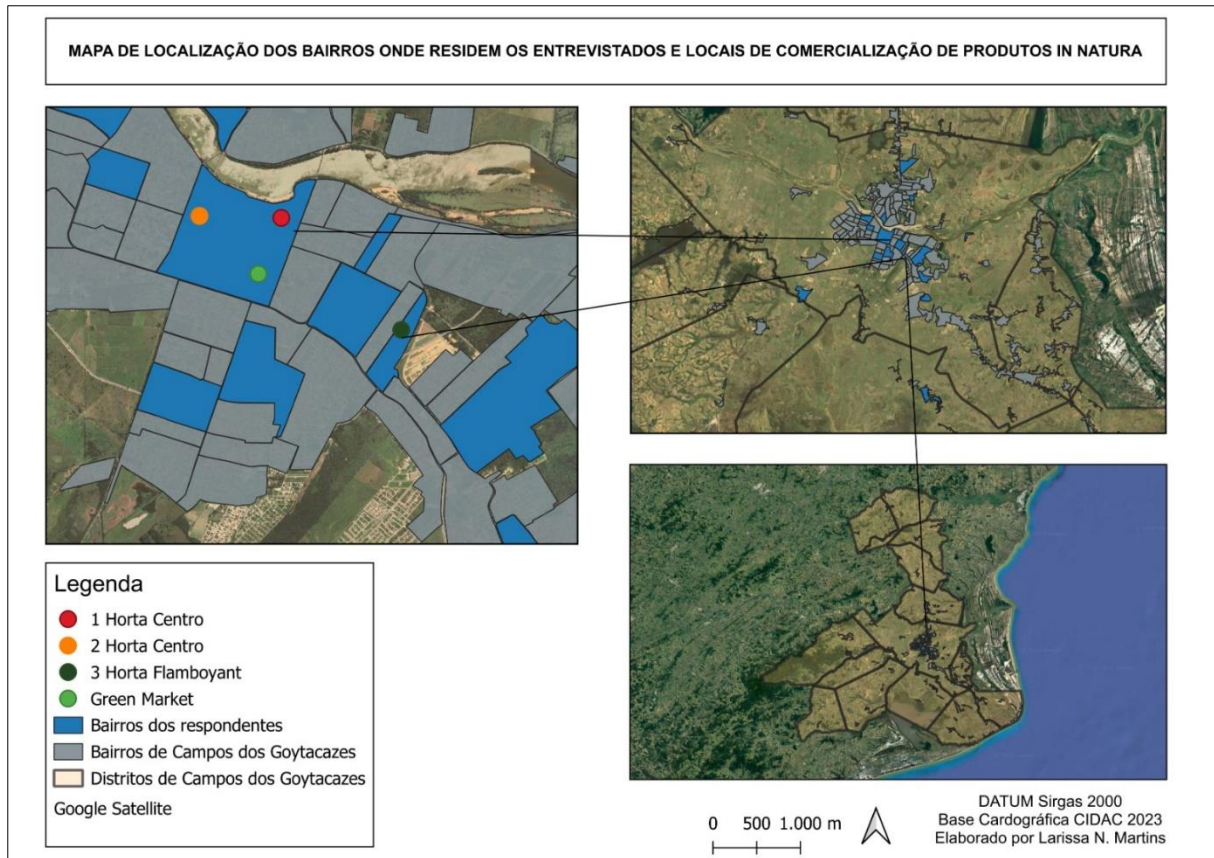 MAPA DE LOCALIZAÇÃO DOS BAIRROS ONDE RESIDEM OS ENTREVISTADOS E LOCAIS DE COMERCIALIZAÇÃO DE PRODUTOS IN NATURA
Legenda
1 Horta Centro
2 Horta Centro
3 Horta Flamboyant
Green Market
Bairros dos respondentes
Bairros de Campos dos Goytacazes
Distritos de Campos dos Goytacazes
Google Satellite
0 500 1.000 m
DATUM Sirgas 2000
Base Cardográfica CIDAC 2023
Elaborado por Larissa N. Martins